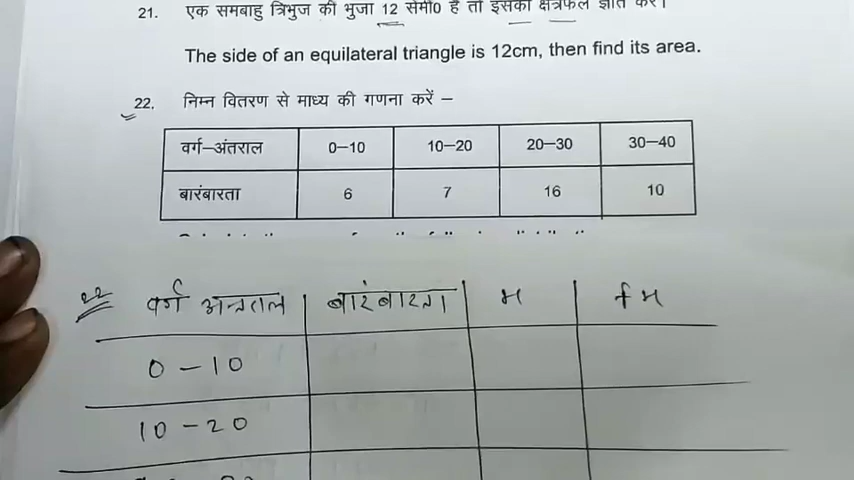 21. एक समबाहु त्रिभुज की भुजा 12 सेमी0 है तो इसका क्षेत्रफल ज्ञात करें।
The side of an equilateral triangle is 12cm, then find its area.
22. निम्न वितरण से माध्य की गणना करें –
वर्ग–अंतराल 0–10 10–20 20–30 30–40
बारंबारता 6 7 16 10
22 वर्ग अन्तराल बारंबारता x fx
0 – 10
10 – 20